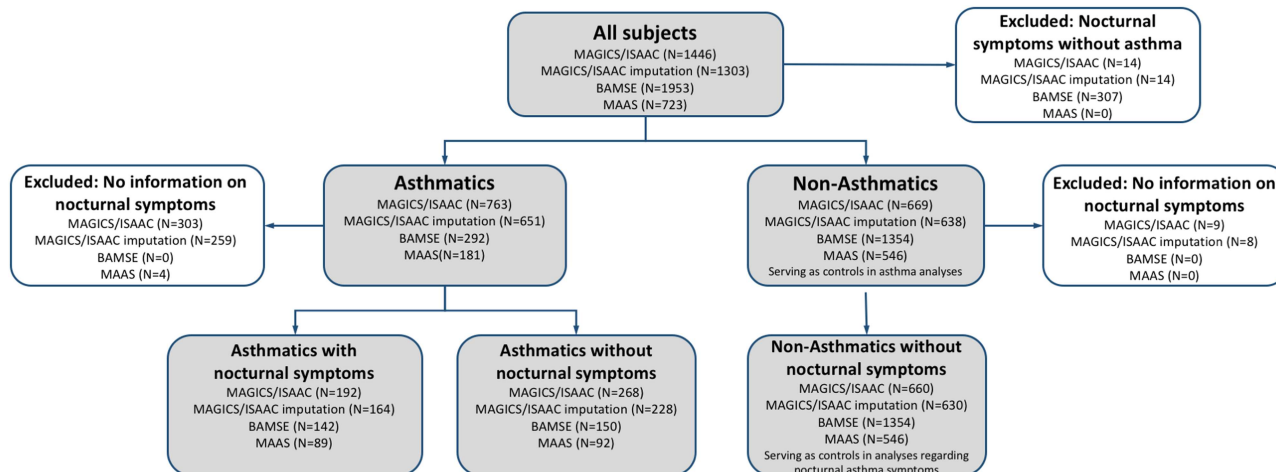 All subjects
MAGICS/ISAAC (N=1446)
MAGICS/ISAAC imputation (N=1303)
BAMSE (N=1953)
MAAS (N=723)
Excluded: Nocturnal
symptoms without asthma
MAGICS/ISAAC (N=14)
MAGICS/ISAAC imputation (N=14)
BAMSE (N=307)
MAAS (N=0)
Excluded: No information on
nocturnal symptoms
MAGICS/ISAAC (N=303)
MAGICS/ISAAC imputation (N=259)
BAMSE (N=0)
MAAS (N=4)
Asthmatics
MAGICS/ISAAC (N=763)
MAGICS/ISAAC imputation (N=651)
BAMSE (N=292)
MAAS(N=181)
Non-Asthmatics
MAGICS/ISAAC (N=669)
MAGICS/ISAAC imputation (N=638)
BAMSE (N=1354)
MAAS (N=546)
Serving as controls in asthma analyses
Excluded: No information on
nocturnal symptoms
MAGICS/ISAAC (N=9)
MAGICS/ISAAC imputation (N=8)
BAMSE (N=0)
MAAS (N=0)
Asthmatics with
nocturnal symptoms
MAGICS/ISAAC (N=192)
MAGICS/ISAAC imputation (N=164)
BAMSE (N=142)
MAAS (N=89)
Asthmatics without
nocturnal symptoms
MAGICS/ISAAC (N=268)
MAGICS/ISAAC imputation (N=228)
BAMSE (N=150)
MAAS (N=92)
Non-Asthmatics without
nocturnal symptoms
MAGICS/ISAAC (N=660)
MAGICS/ISAAC imputation (N=630)
BAMSE (N=1354)
MAAS (N=546)
Serving as controls in analyses regarding
nocturnal asthma symptoms